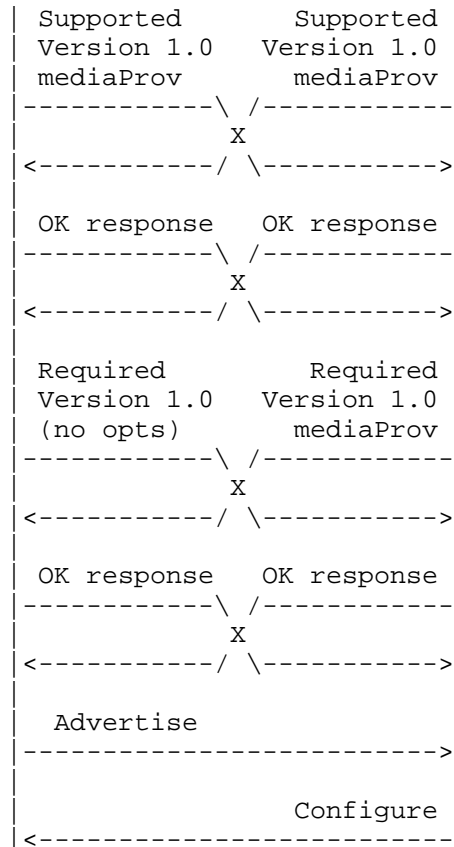 | Supported      Supported
| Version 1.0   Version 1.0
| mediaProv       mediaProv
|------------\ /------------
|             X
|<-----------/ \----------->
|
| OK response   OK response
|------------\ /------------
|             X
|<-----------/ \----------->
|
| Required         Required
| Version 1.0   Version 1.0
| (no opts)       mediaProv
|------------\ /------------
|             X
|<-----------/ \----------->
|
| OK response   OK response
|------------\ /------------
|             X
|<-----------/ \----------->
|
|  Advertise
|-------------------------->
|
|                 Configure
|<--------------------------